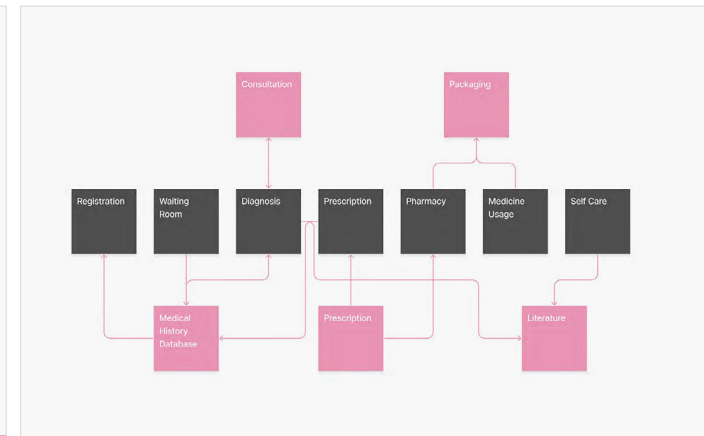 Consultation
Packaging
Registration
Waiting
Room
Diagnosis
Prescription
Pharmacy
Medicine
Usage
Self Care
Medical
History
Database
Prescription
Literature